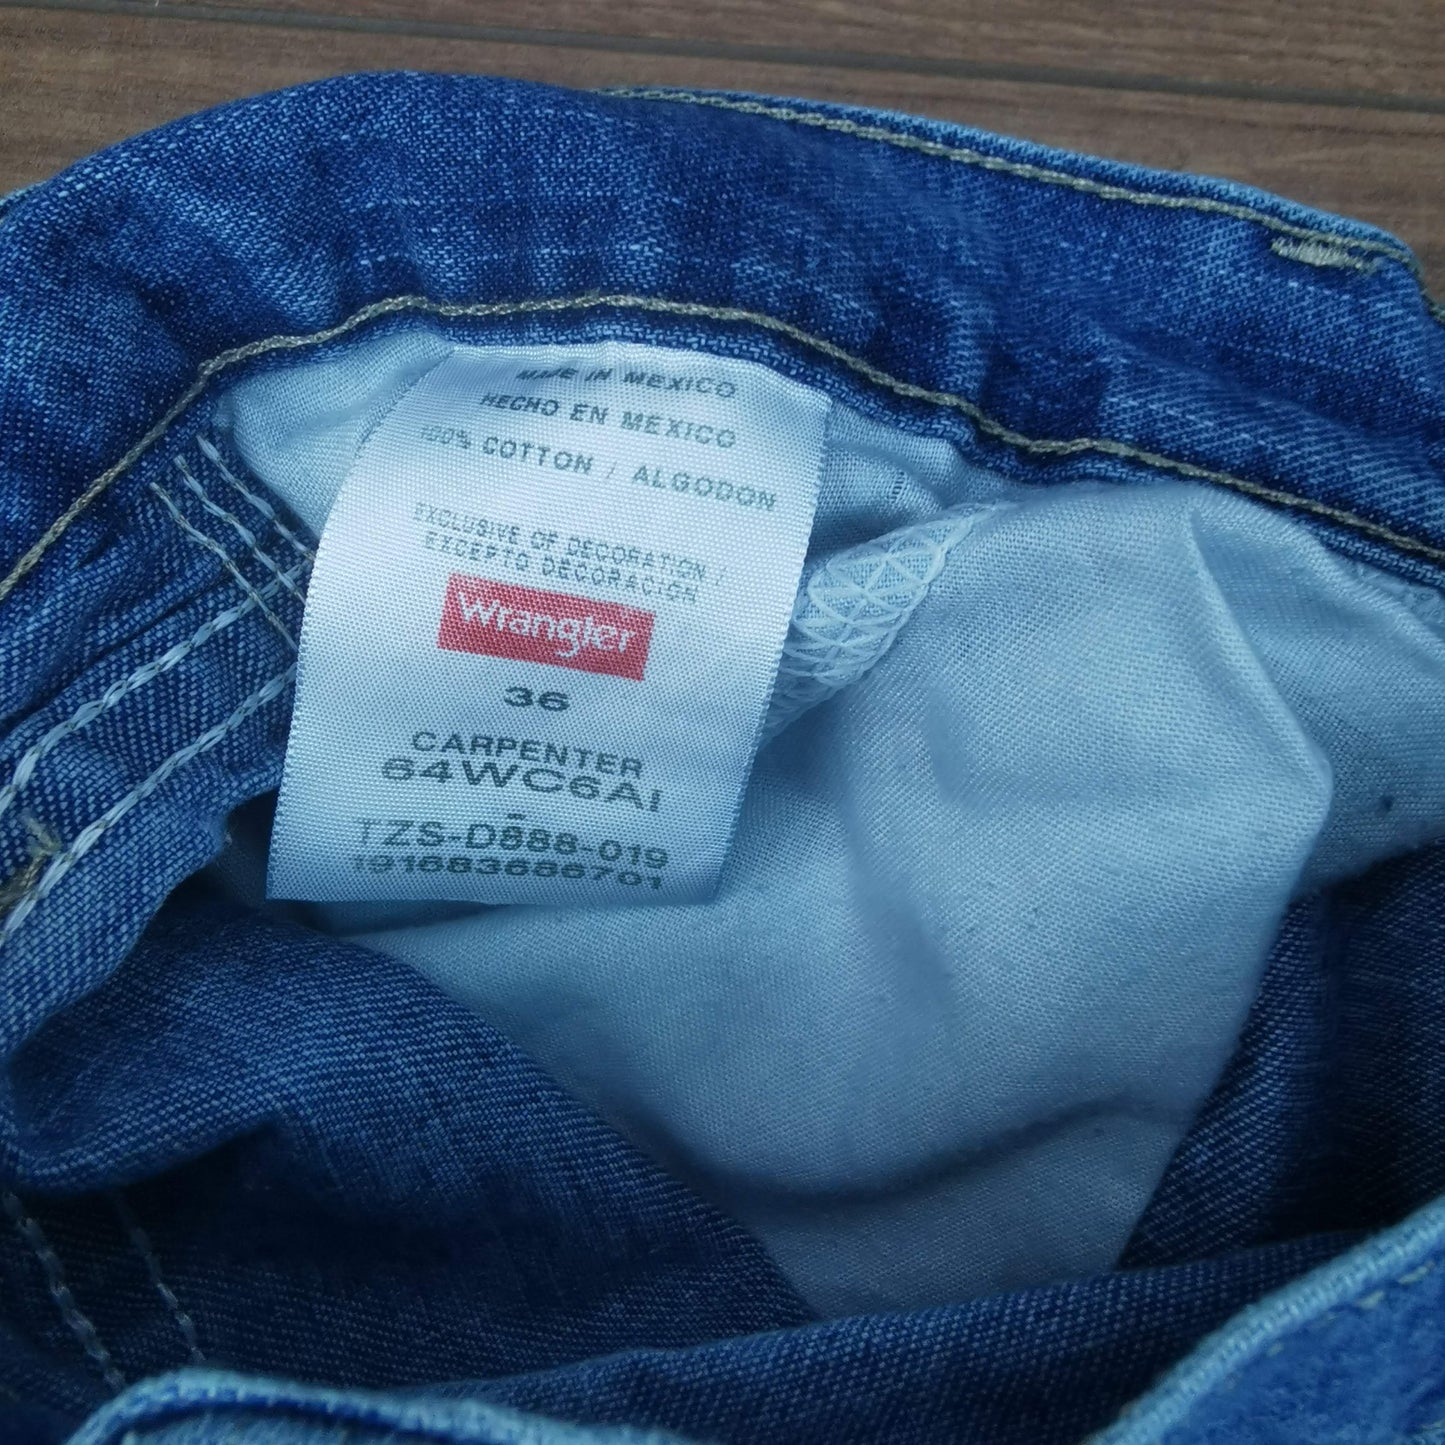 MADE IN MEXICO
HECHO EN MEXICO
100% COTTON / ALGODON
EXCLUSIVE OF DECORATION /
EXCEPTO DECORACION
Wrangler
36
CARPENTER
64WC6AI
-
TZS-D888-019
191683686701